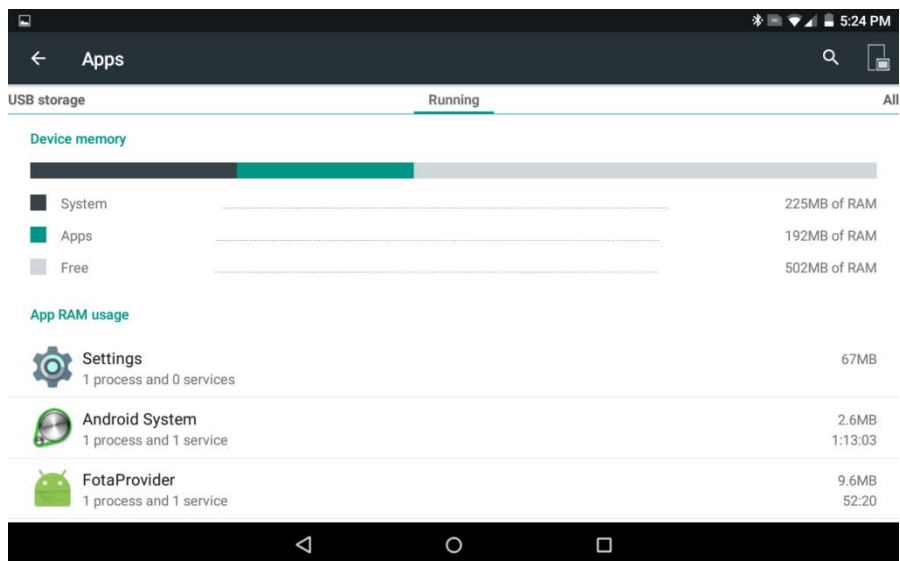 5:24 PM
Apps
USB storage
Running
All
Device memory
System 225MB of RAM
Apps 192MB of RAM
Free 502MB of RAM
App RAM usage
Settings 67MB
1 process and 0 services
Android System 2.6MB
1 process and 1 service 1:13:03
FotaProvider 9.6MB
1 process and 1 service 52:20